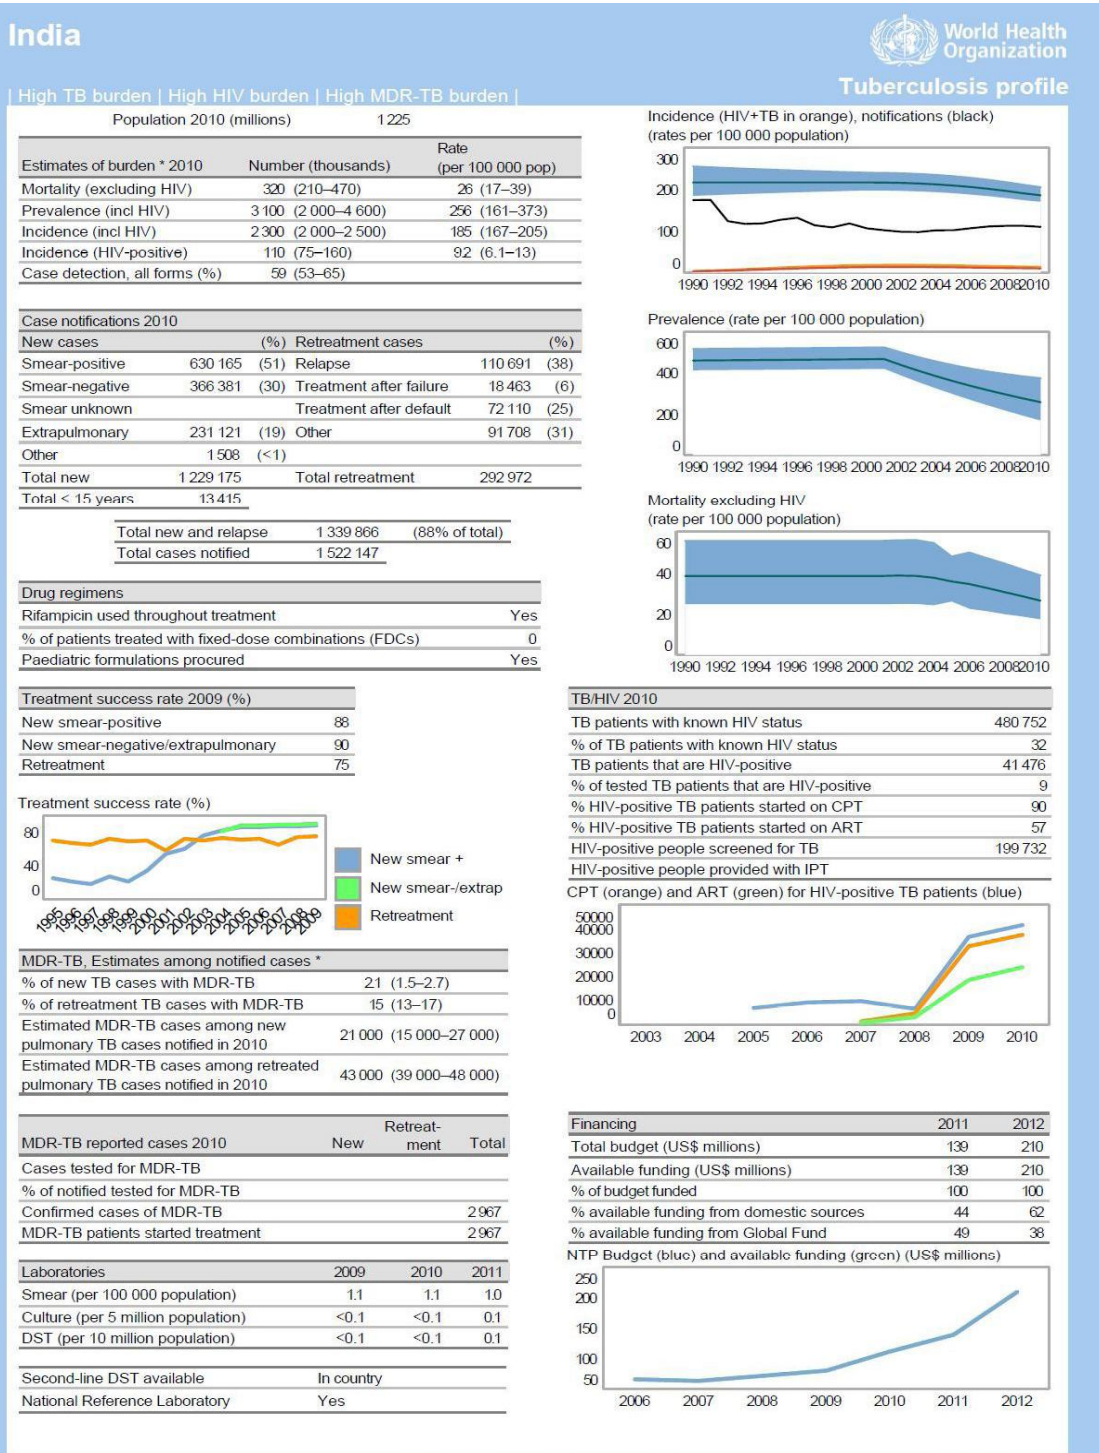 India
World Health
Organization
| High TB burden | High HIV burden | High MDR-TB burden |
Tuberculosis profile
Population 2010 (millions) 1 225
Estimates of burden * 2010 Number (thousands) Rate (per 100 000 pop)
Mortality (excluding HIV) 320 (210–470) 26 (17–39)
Prevalence (incl HIV) 3 100 (2 000–4 600) 256 (161–373)
Incidence (incl HIV) 2 300 (2 000–2 500) 185 (167–205)
Incidence (HIV-positive) 110 (75–160) 9.2 (6.1–13)
Case detection, all forms (%) 59 (53–65)
Case notifications 2010
New cases (%) Retreatment cases (%)
Smear-positive 630 165 (51) Relapse 110 691 (38)
Smear-negative 366 381 (30) Treatment after failure 18 463 (6)
Smear unknown Treatment after default 72 110 (25)
Extrapulmonary 231 121 (19) Other 91 708 (31)
Other 1 508 (<1)
Total new 1 229 175 Total retreatment 292 972
Total < 15 years 13 415
Total new and relapse 1 339 866 (88% of total)
Total cases notified 1 522 147
Drug regimens
Rifampicin used throughout treatment Yes
% of patients treated with fixed-dose combinations (FDCs) 0
Paediatric formulations procured Yes
Treatment success rate 2009 (%)
New smear-positive 88
New smear-negative/extrapulmonary 90
Retreatment 75
Treatment success rate (%)
80
40
0
1995 1996 1997 1998 1999 2000 2001 2002 2003 2004 2005 2006 2007 2008 2009
New smear +
New smear-/extrap
Retreatment
MDR-TB, Estimates among notified cases *
% of new TB cases with MDR-TB 2.1 (1.5–2.7)
% of retreatment TB cases with MDR-TB 15 (13–17)
Estimated MDR-TB cases among new
pulmonary TB cases notified in 2010 21 000 (15 000–27 000)
Estimated MDR-TB cases among retreated
pulmonary TB cases notified in 2010 43 000 (39 000–48 000)
MDR-TB reported cases 2010 New Retreat-ment Total
Cases tested for MDR-TB
% of notified tested for MDR-TB
Confirmed cases of MDR-TB 2 967
MDR-TB patients started treatment 2 967
Laboratories 2009 2010 2011
Smear (per 100 000 population) 1.1 1.1 1.0
Culture (per 5 million population) <0.1 <0.1 0.1
DST (per 10 million population) <0.1 <0.1 0.1
Second-line DST available In country
National Reference Laboratory Yes
Incidence (HIV+TB in orange), notifications (black)
(rates per 100 000 population)
300
200
100
0
1990 1992 1994 1996 1998 2000 2002 2004 2006 2008 2010
Prevalence (rate per 100 000 population)
600
400
200
0
1990 1992 1994 1996 1998 2000 2002 2004 2006 2008 2010
Mortality excluding HIV
(rate per 100 000 population)
60
40
20
0
1990 1992 1994 1996 1998 2000 2002 2004 2006 2008 2010
TB/HIV 2010
TB patients with known HIV status 480 752
% of TB patients with known HIV status 32
TB patients that are HIV-positive 41 476
% of tested TB patients that are HIV-positive 9
% HIV-positive TB patients started on CPT 90
% HIV-positive TB patients started on ART 57
HIV-positive people screened for TB 199 732
HIV-positive people provided with IPT
CPT (orange) and ART (green) for HIV-positive TB patients (blue)
50000
40000
30000
20000
10000
0
2003 2004 2005 2006 2007 2008 2009 2010
Financing 2011 2012
Total budget (US$ millions) 139 210
Available funding (US$ millions) 139 210
% of budget funded 100 100
% available funding from domestic sources 44 62
% available funding from Global Fund 49 38
NTP Budget (blue) and available funding (green) (US$ millions)
250
200
150
100
50
2006 2007 2008 2009 2010 2011 2012